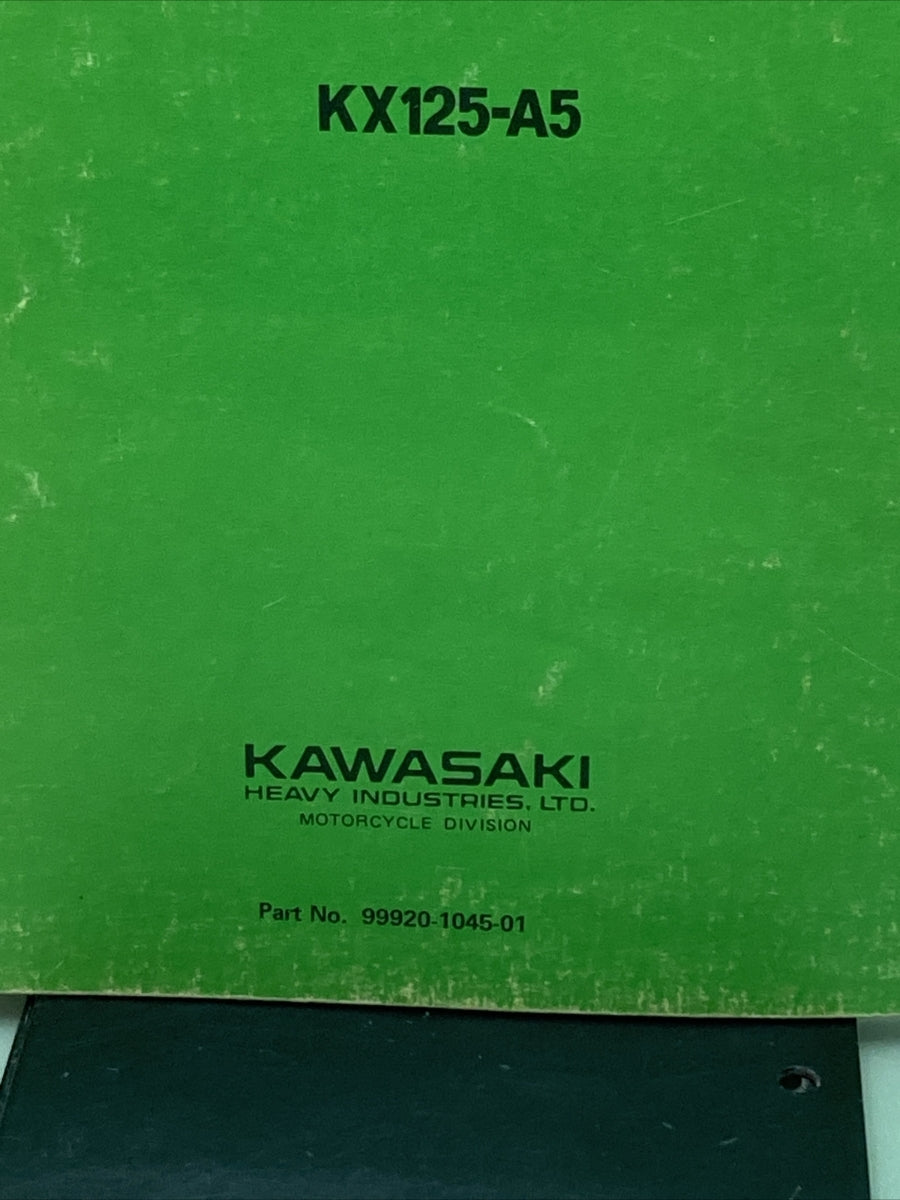 KX125-A5
KAWASAKI
HEAVY INDUSTRIES, LTD.
MOTORCYCLE DIVISION
Part No. 99920-1045-01